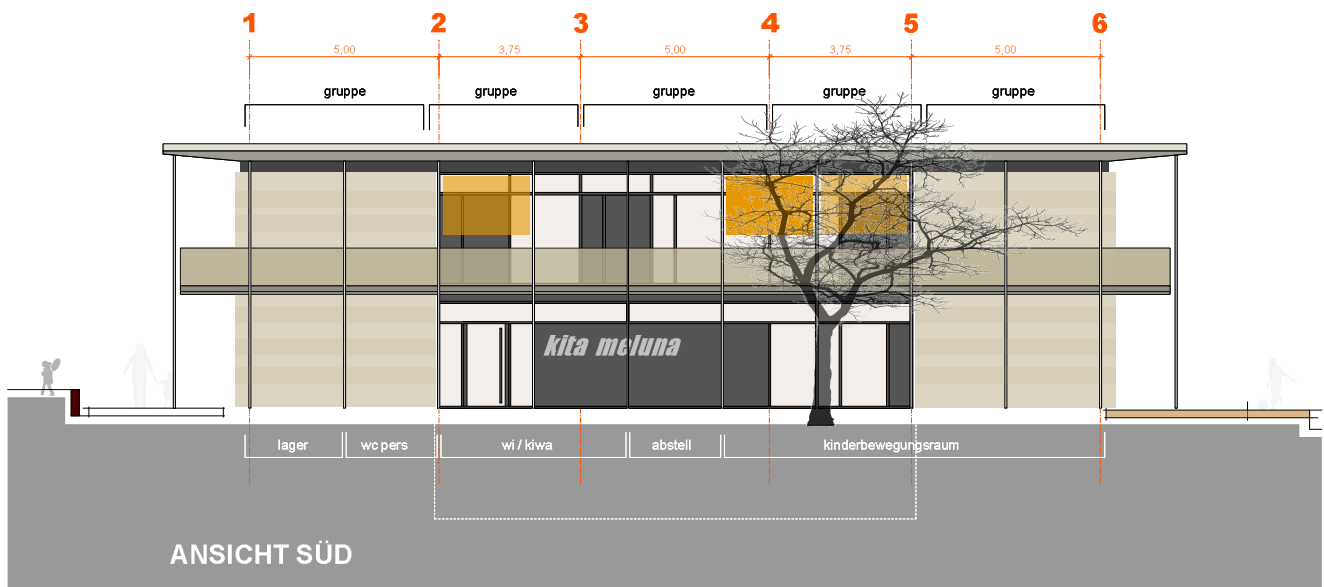 1 2 3 4 5 6
5,00 3,75 5,00 3,75 5,00
gruppe gruppe gruppe gruppe gruppe
kita meluna
lager wc pers wi / kiwa abstell kinderbewegungsraum
ANSICHT SÜD